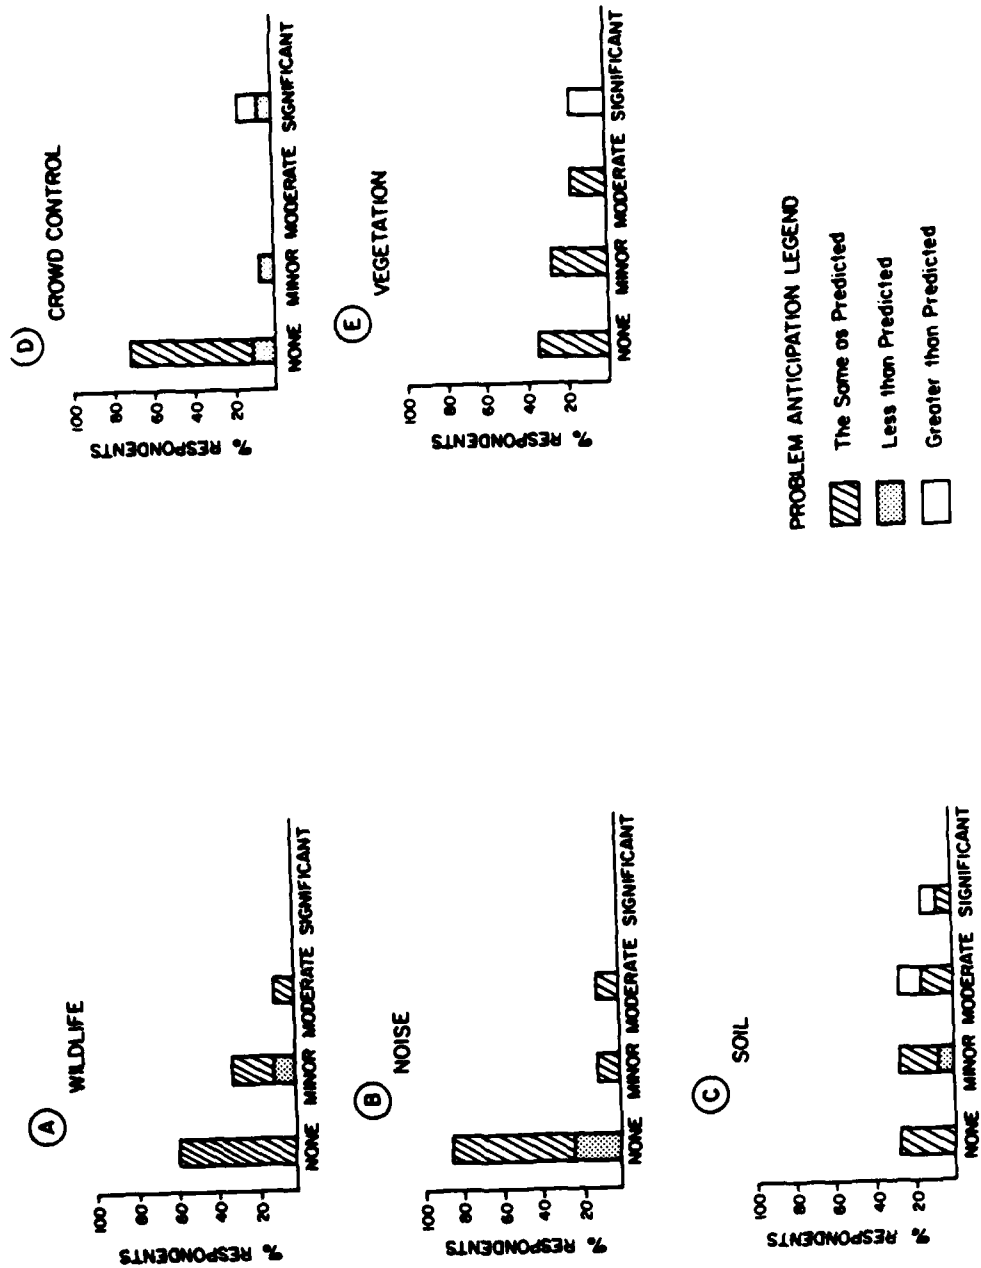 A
WILDLIFE
100
80
60
40
20
% RESPONDENTS
NONE MINOR MODERATE SIGNIFICANT
B
NOISE
100
80
60
40
20
% RESPONDENTS
NONE MINOR MODERATE SIGNIFICANT
C
SOIL
100
80
60
40
20
% RESPONDENTS
NONE MINOR MODERATE SIGNIFICANT
D
CROWD CONTROL
100
80
60
40
20
% RESPONDENTS
NONE MINOR MODERATE SIGNIFICANT
E
VEGETATION
100
80
60
40
20
% RESPONDENTS
NONE MINOR MODERATE SIGNIFICANT
PROBLEM ANTICIPATION LEGEND
The Same as Predicted
Less than Predicted
Greater than Predicted